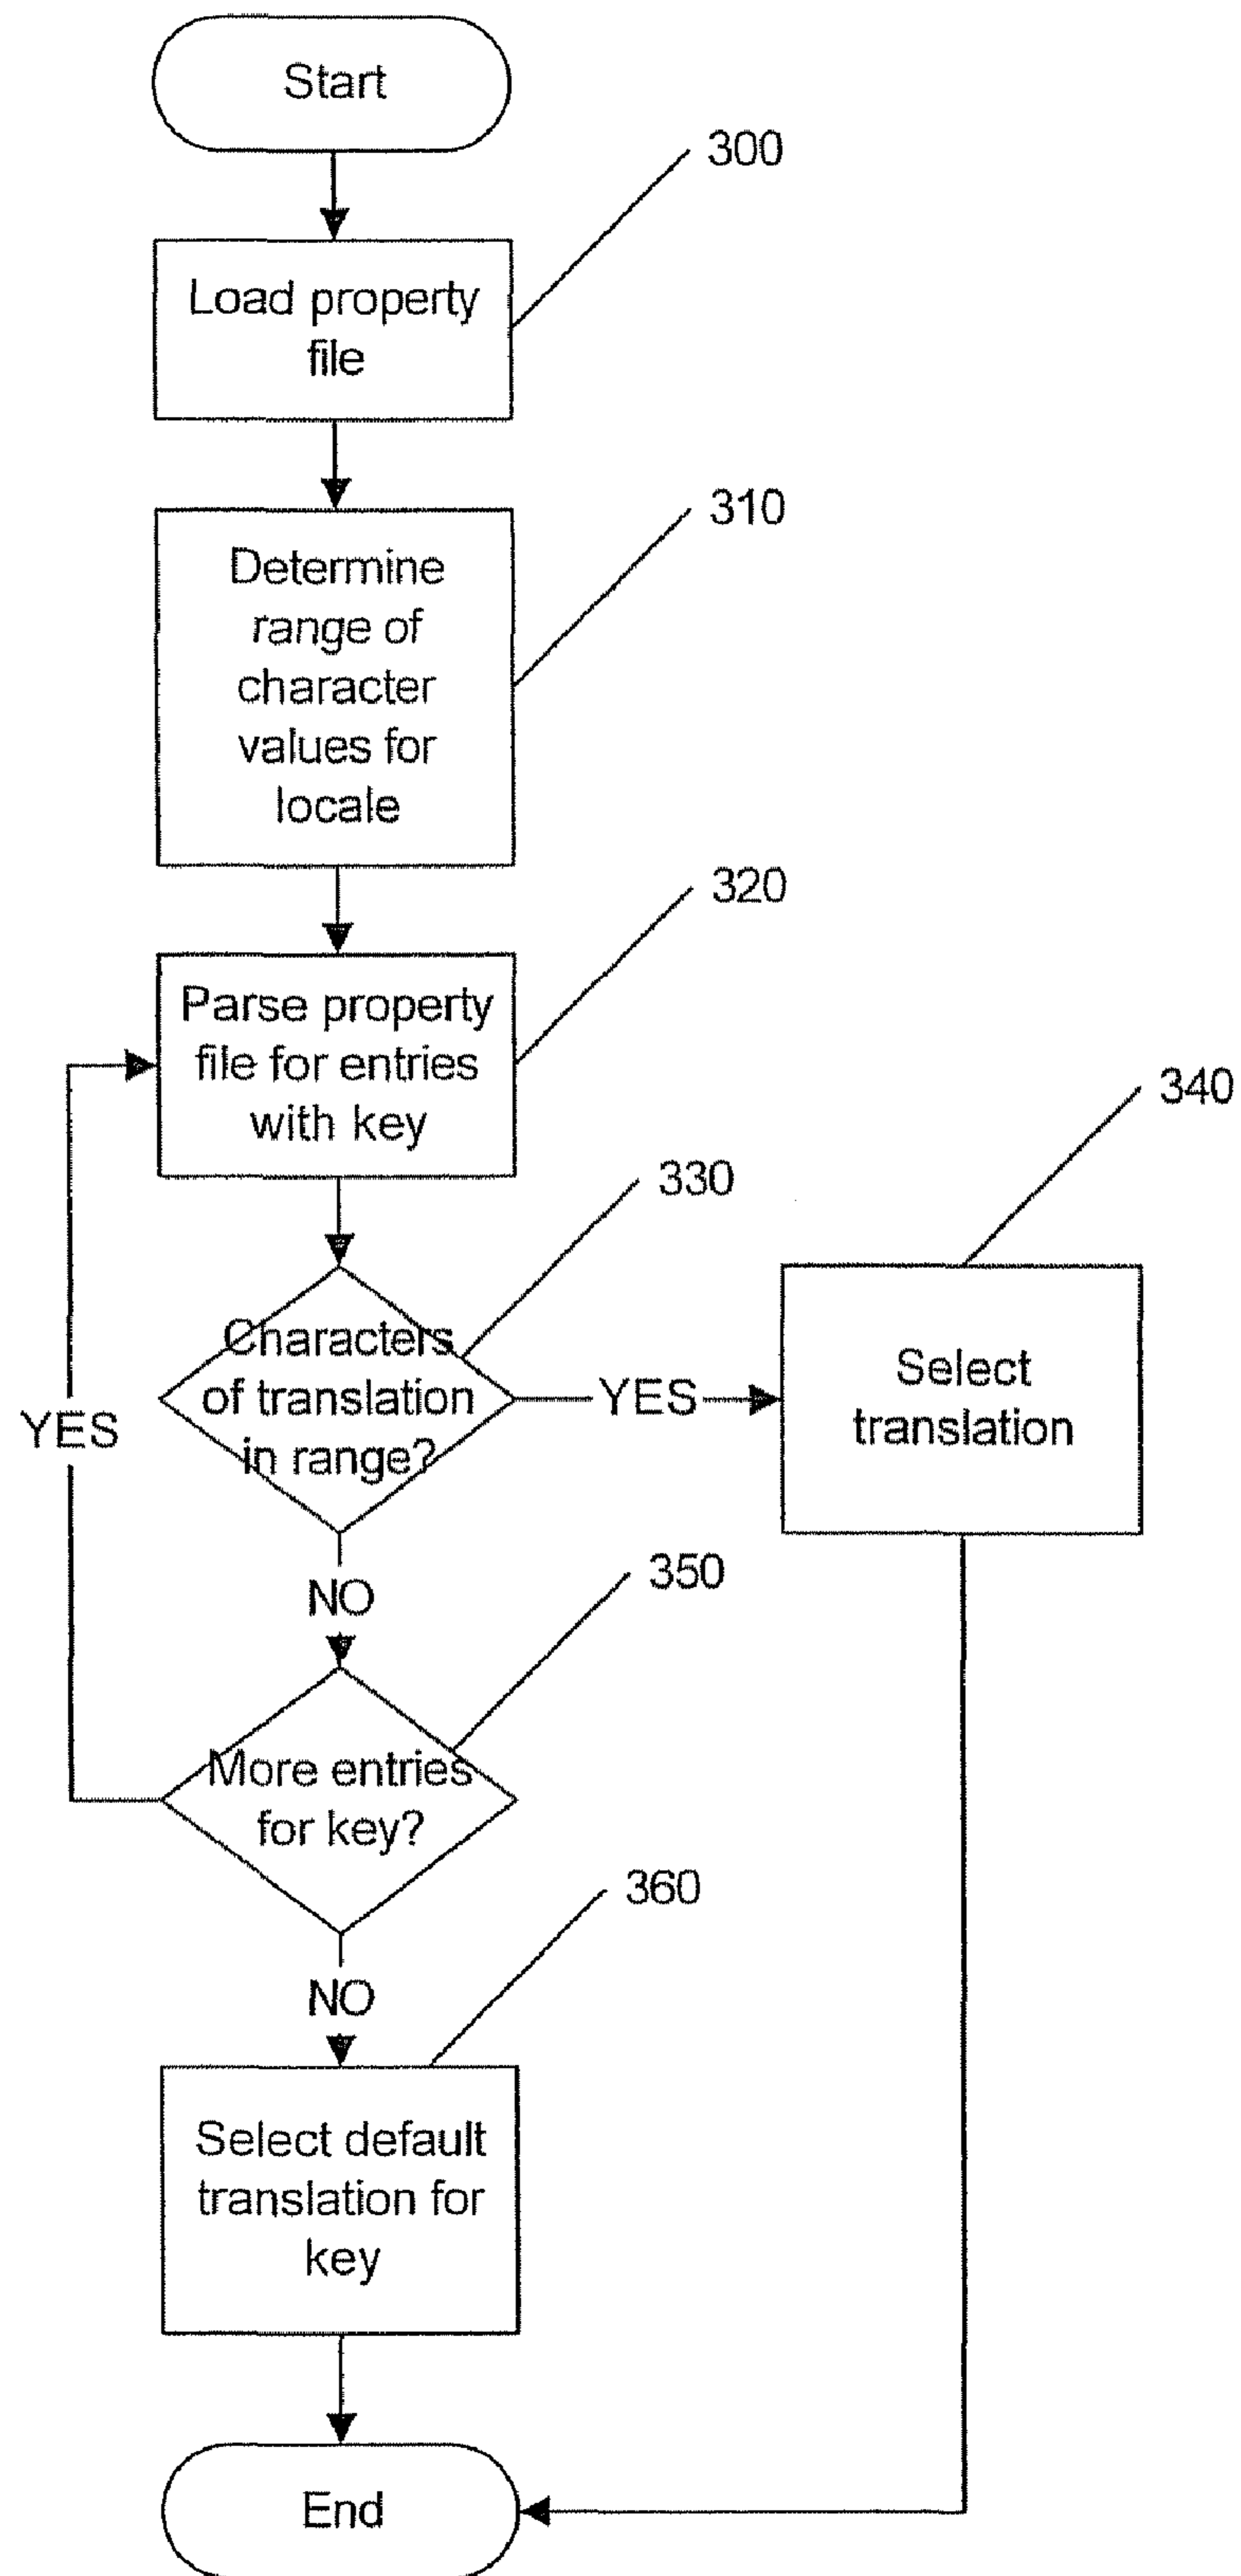 Start
300
Load property
file
310
Determine
range of
character
values for
locale
320
Parse property
file for entries
with key
340
330
Characters
of translation
in range?
YES
Select
translation
YES
NO
350
More entries
for key?
360
NO
Select default
translation for
key
End